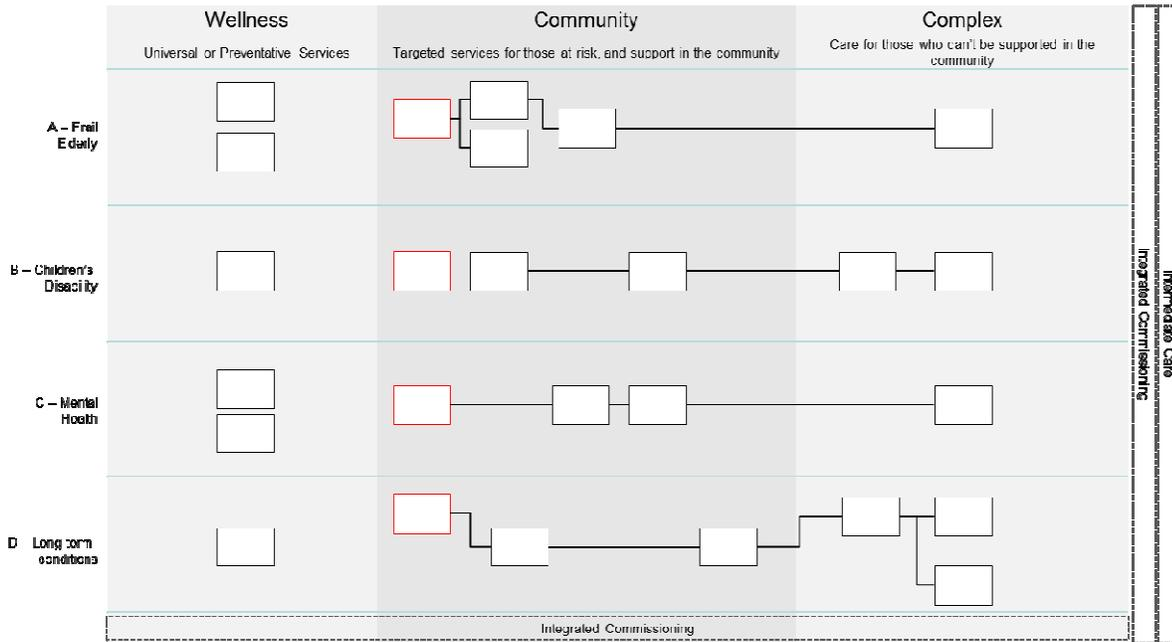 Wellness
Community
Complex
Universal or Preventative Services
Targeted services for those at risk, and support in the community
Care for those who can't be supported in the
community
A – Frail
Elderly
B – Children's
Disability
C – Mental
Health
D Long term
conditions
Integrated Commissioning
Integrated Commissioning
Intermediate Care